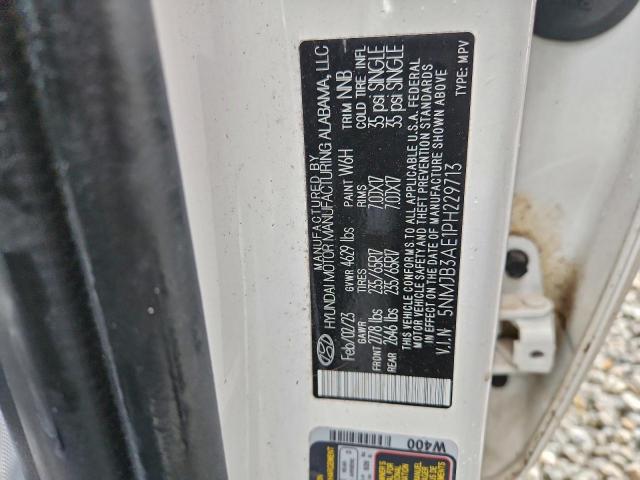 MANUFACTURED BY
HYUNDAI MOTOR MANUFACTURING ALABAMA, LLC
Feb/02/23 GVWR 4629 lbs PAINT W6H TRIM NNB
GAWR TIRES RIMS COLD TIRE INFL
FRONT 2778 lbs 235/65R17 7.0DX17 35 psi SINGLE
REAR 2646 lbs 235/65R17 7.0DX17 35 psi SINGLE
THIS VEHICLE CONFORMS TO ALL APPLICABLE U.S.A. FEDERAL
MOTOR VEHICLE SAFETY AND THEFT PREVENTION STANDARDS
IN EFFECT ON THE DATE OF MANUFACTURE SHOWN ABOVE
V.I.N 5NMJB3AE1PH229713 TYPE: MPV
W400